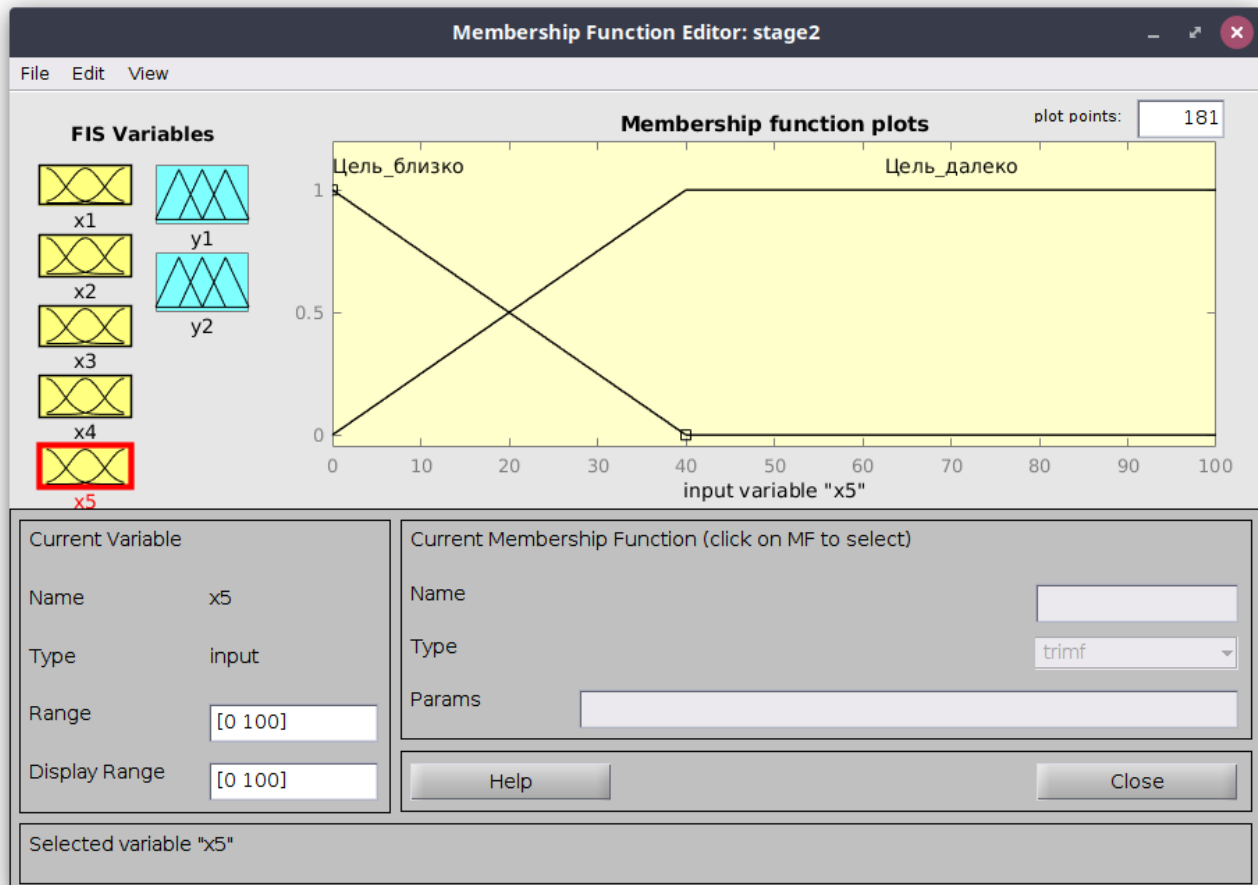 Membership Function Editor: stage2
File Edit View
FIS Variables
x1
x2
x3
x4
x5
y1
y2
Membership function plots
plot points: 181
Цель_близко Цель_далеко
1
0.5
0
0 10 20 30 40 50 60 70 80 90 100
input variable "x5"
Current Variable
Name x5
Type input
Range [0 100]
Display Range [0 100]
Current Membership Function (click on MF to select)
Name
Type trimf
Params
Help Close
Selected variable "x5"